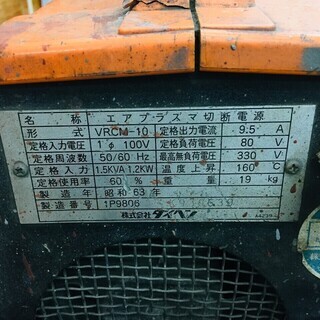 名 称 エアプラズマ切断電源
形 式 VRCM-10 定格出力電流 9.5 A
定格入力電圧 1φ 100V 定格負荷電圧 80 V
定格周波数 50/60 Hz 最高無負荷電圧 330 V
定格入力 1.5KVA 1.2KW 温度上昇 160 ℃
定格使用率 60 % 重量 19 kg
製造年 昭和63年
製造番号 1P9806
株式会社ダイヘン